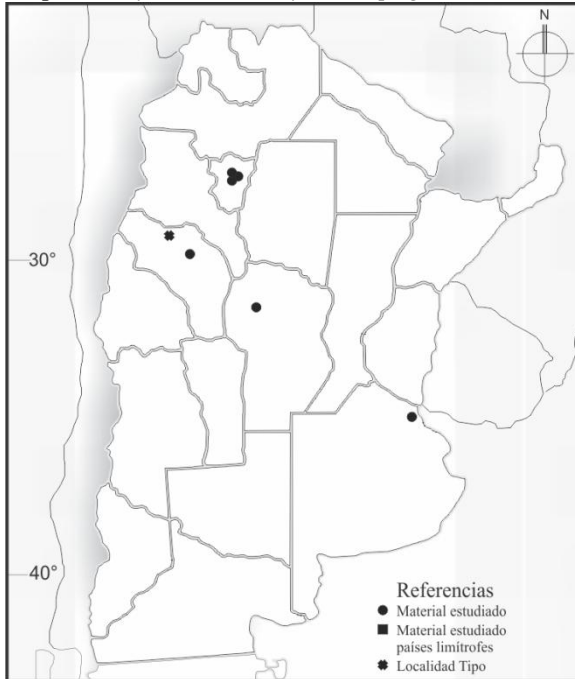 N
30°
40°
Referencias
Material estudiado
Material estudiado
países limítrofes
Localidad Tipo